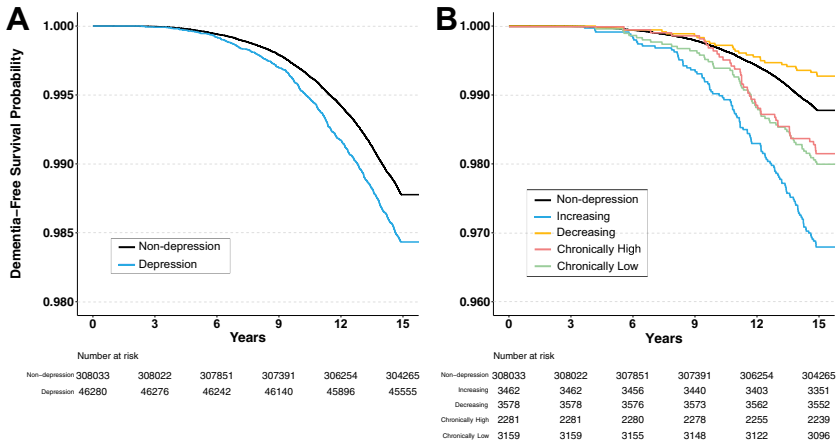 A
Dementia−Free Survival Probability
1.000
0.995
0.990
0.985
0.980
Non-depression
Depression
0 3 6 9 12 15
Years
Number at risk
Non−depression 308033 308022 307851 307391 306254 304265
Depression 46280 46276 46242 46140 45896 45555
B
1.000
0.990
0.980
0.970
0.960
Non-depression
Increasing
Decreasing
Chronically High
Chronically Low
0 3 6 9 12 15
Years
Number at risk
Non−depression 308033 308022 307851 307391 306254 304265
Increasing 3462 3462 3456 3440 3403 3351
Decreasing 3578 3578 3576 3573 3562 3552
Chronically High 2281 2281 2280 2278 2255 2239
Chronically Low 3159 3159 3155 3148 3122 3096